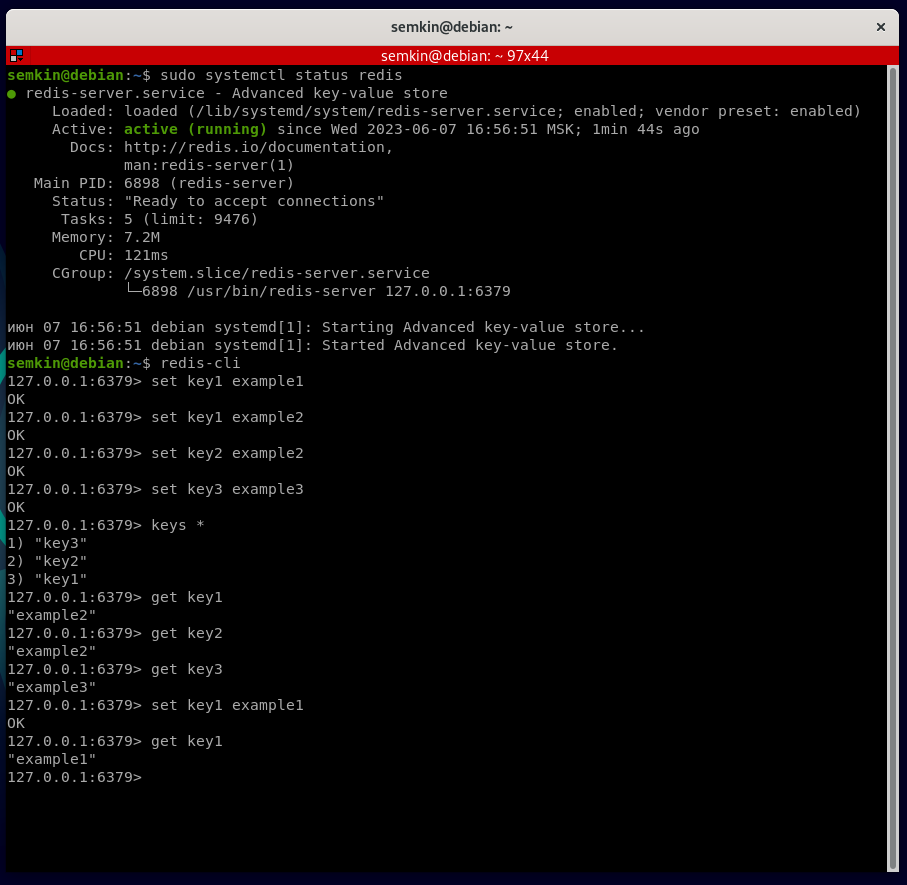 semkin@debian: ~
semkin@debian: ~ 97x44
semkin@debian:~$ sudo systemctl status redis
● redis-server.service - Advanced key-value store
     Loaded: loaded (/lib/systemd/system/redis-server.service; enabled; vendor preset: enabled)
     Active: active (running) since Wed 2023-06-07 16:56:51 MSK; 1min 44s ago
       Docs: http://redis.io/documentation,
             man:redis-server(1)
   Main PID: 6898 (redis-server)
     Status: "Ready to accept connections"
      Tasks: 5 (limit: 9476)
     Memory: 7.2M
        CPU: 121ms
     CGroup: /system.slice/redis-server.service
             └─6898 /usr/bin/redis-server 127.0.0.1:6379
июн 07 16:56:51 debian systemd[1]: Starting Advanced key-value store...
июн 07 16:56:51 debian systemd[1]: Started Advanced key-value store.
semkin@debian:~$ redis-cli
127.0.0.1:6379> set key1 example1
OK
127.0.0.1:6379> set key1 example2
OK
127.0.0.1:6379> set key2 example2
OK
127.0.0.1:6379> set key3 example3
OK
127.0.0.1:6379> keys *
1) "key3"
2) "key2"
3) "key1"
127.0.0.1:6379> get key1
"example2"
127.0.0.1:6379> get key2
"example2"
127.0.0.1:6379> get key3
"example3"
127.0.0.1:6379> set key1 example1
OK
127.0.0.1:6379> get key1
"example1"
127.0.0.1:6379>